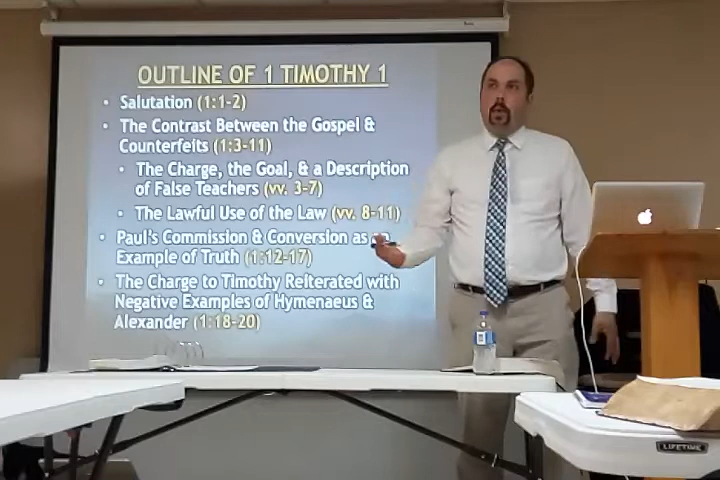 OUTLINE OF 1 TIMOTHY 1
• Salutation (1:1-2)
• The Contrast Between the Gospel &
Counterfeits (1:3-11)
• The Charge, the Goal, & a Description
of False Teachers (vv. 3-7)
• The Lawful Use of the Law (vv. 8-11)
• Paul's Commission & Conversion as an
Example of Truth (1:12-17)
• The Charge to Timothy Reiterated with
Negative Examples of Hymenaeus &
Alexander (1:18-20)
LIFETIME